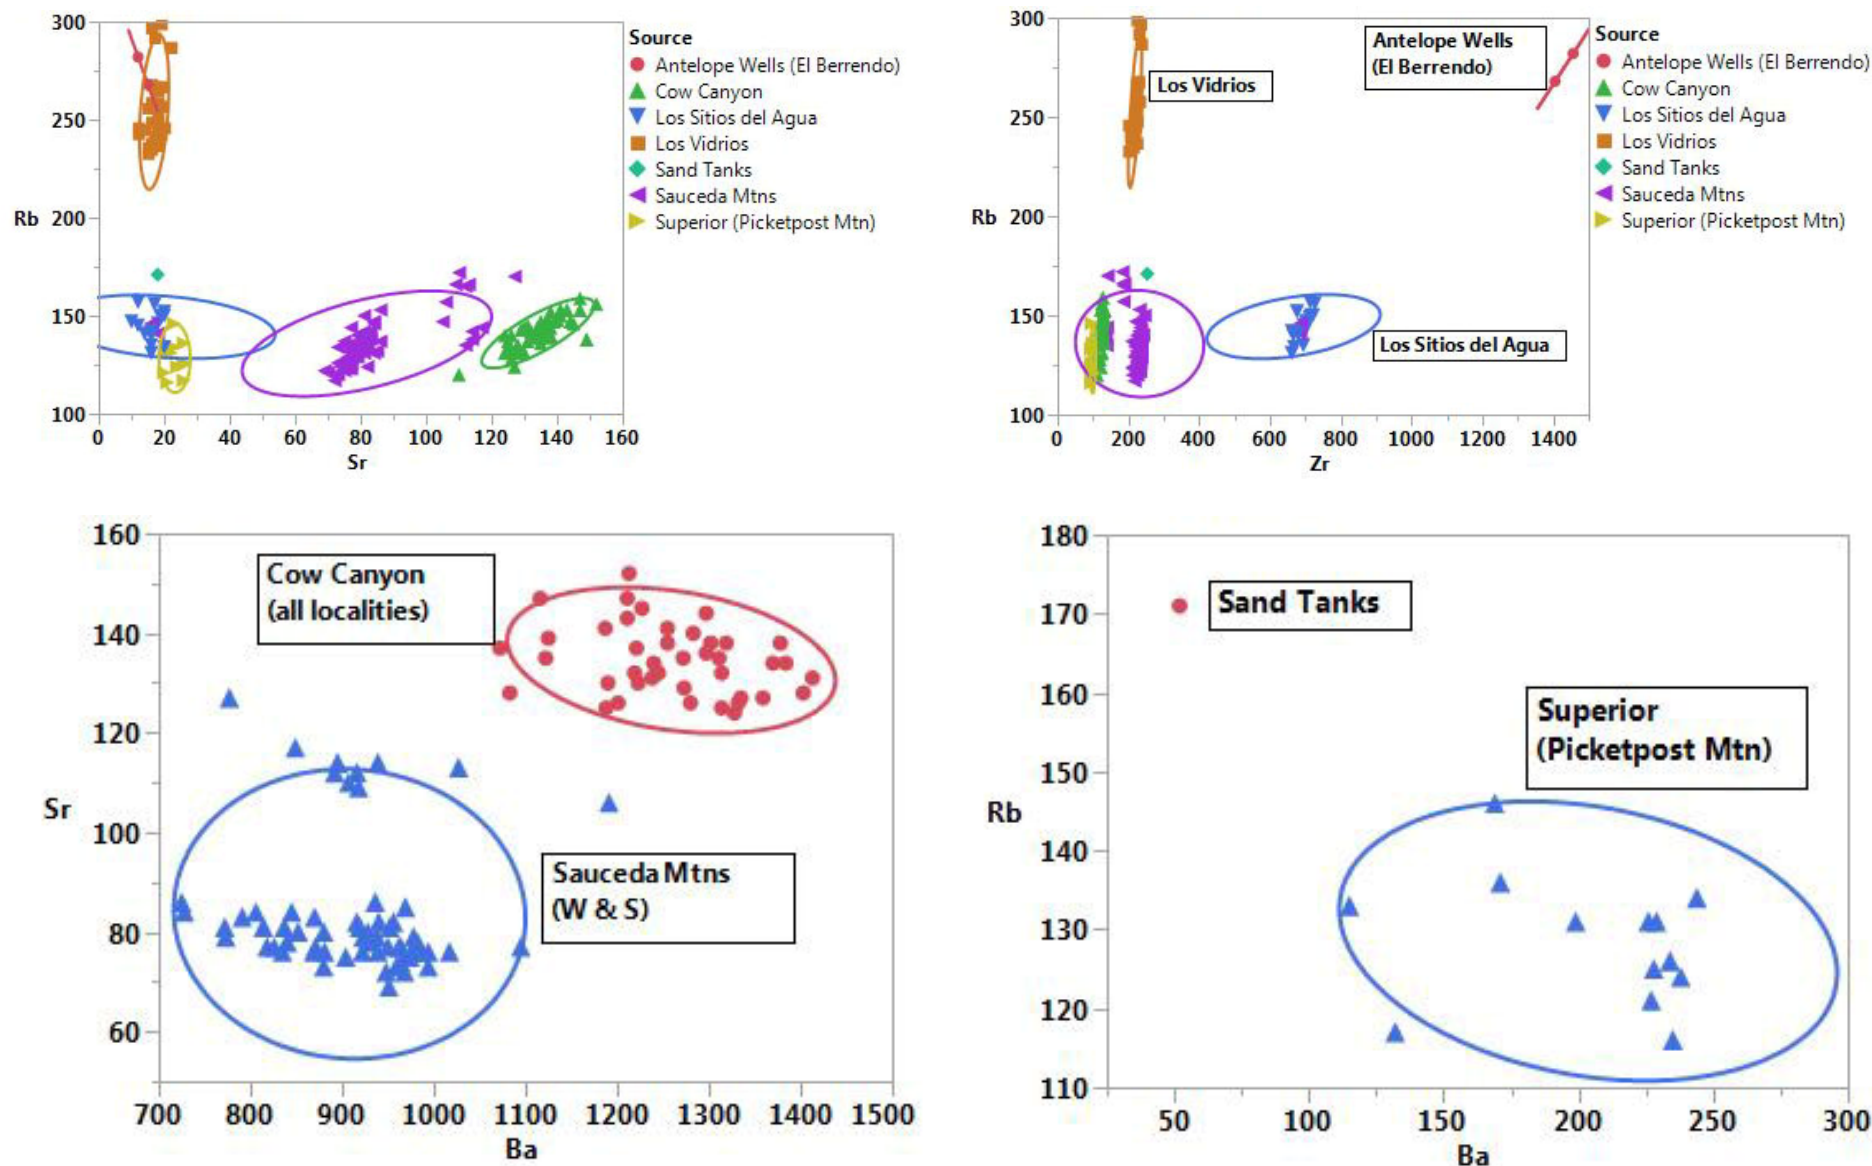 300
250
Rb 200
150
100
0 20 40 60 80 100 120 140 160
Sr
Source
Antelope Wells (El Berrendo)
Cow Canyon
Los Sitios del Agua
Los Vidrios
Sand Tanks
Sauceda Mtns
Superior (Picketpost Mtn)
300
250
Rb 200
150
100
0 200 400 600 800 1000 1200 1400
Zr
Los Vidrios
Antelope Wells
(El Berrendo)
Los Sitios del Agua
Source
Antelope Wells (El Berrendo)
Cow Canyon
Los Sitios del Agua
Los Vidrios
Sand Tanks
Sauceda Mtns
Superior (Picketpost Mtn)
160
140
120
Sr
100
80
60
700 800 900 1000 1100 1200 1300 1400 1500
Ba
Cow Canyon
(all localities)
Sauceda Mtns
(W & S)
180
170
160
150
Rb
140
130
120
110
50 100 150 200 250 300
Ba
Sand Tanks
Superior
(Picketpost Mtn)